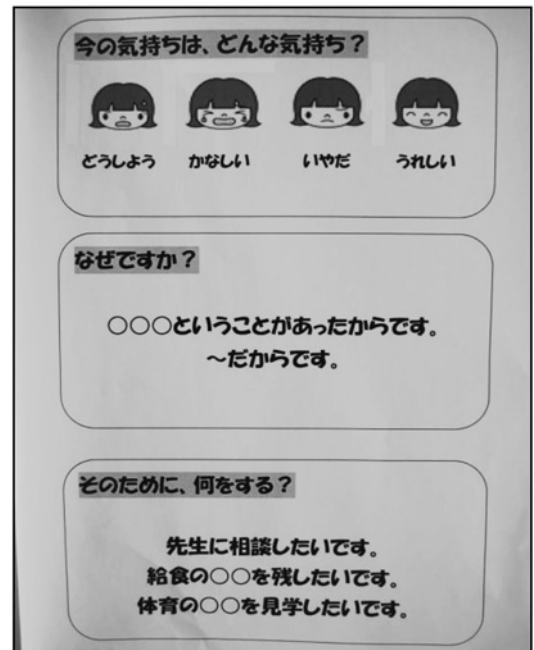 今の気持ちは、どんな気持ち？
どうしよう かなしい いやだ うれしい
なぜですか？
○○○ということがあったからです。
～だからです。
そのために、何をする？
先生に相談したいです。
給食の○○を残したいです。
体育の○○を見学したいです。